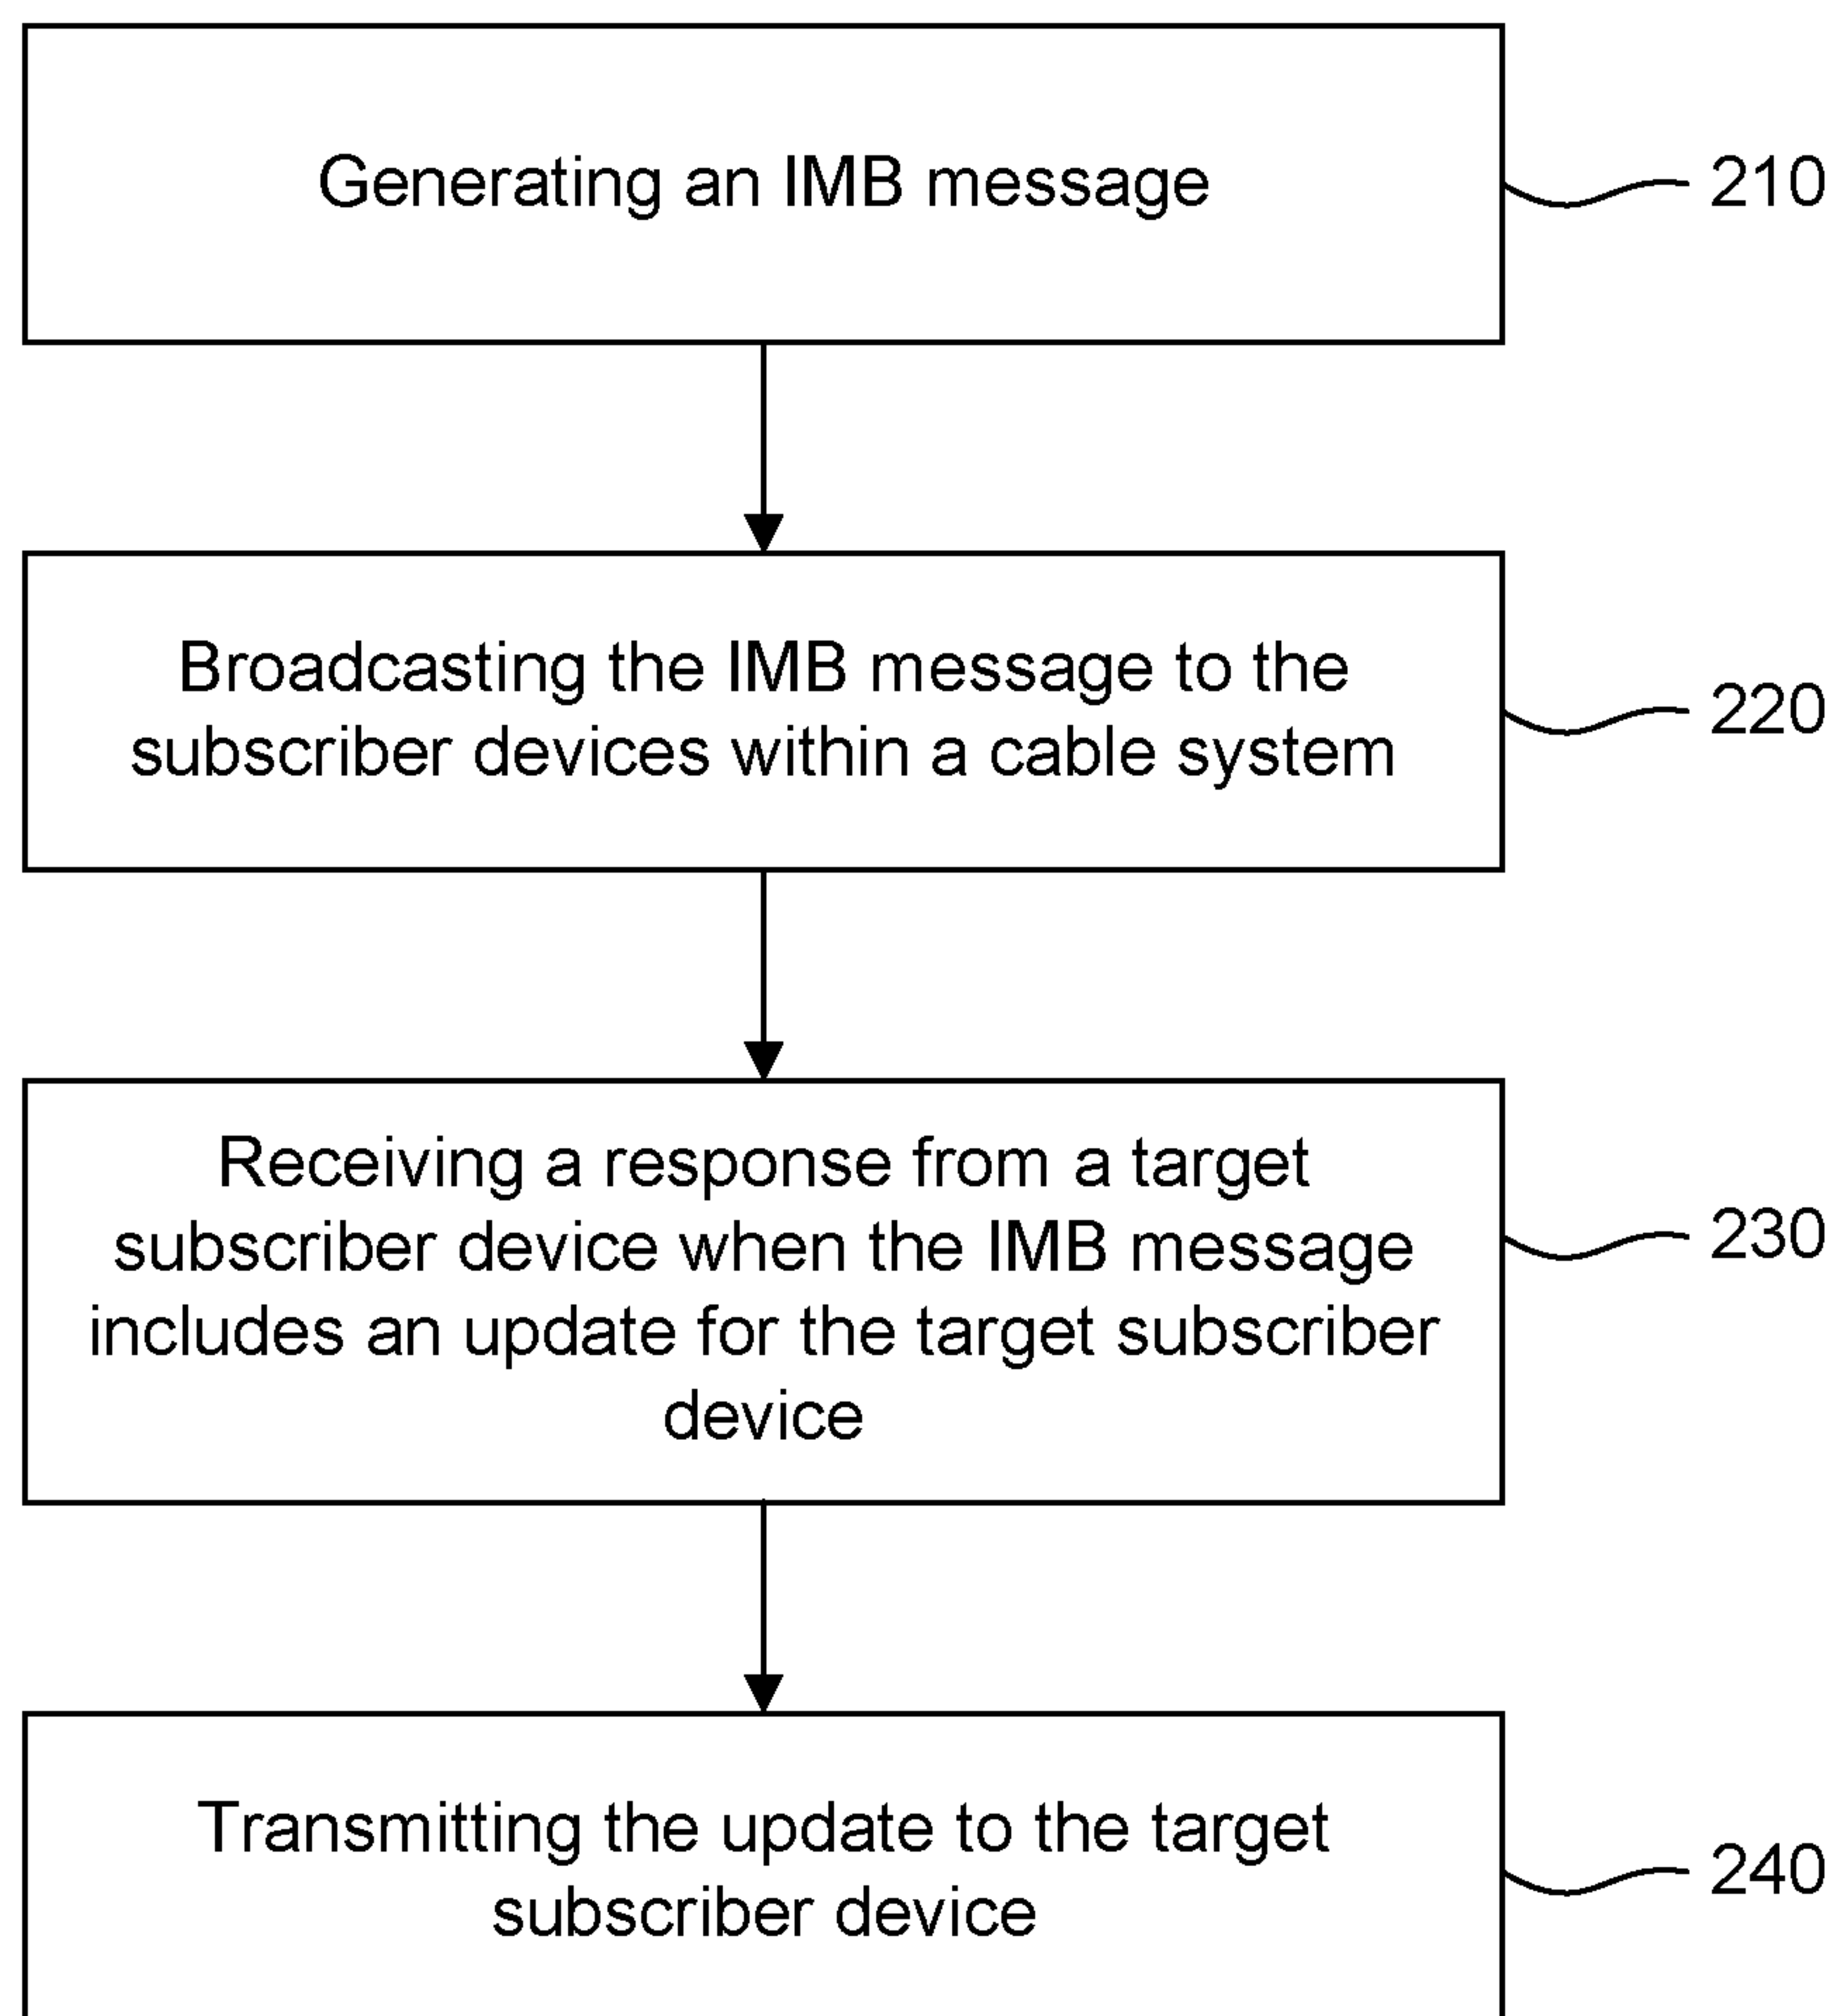 Generating an IMB message
210
Broadcasting the IMB message to the
subscriber devices within a cable system
220
Receiving a response from a target
subscriber device when the IMB message
includes an update for the target subscriber
device
230
Transmitting the update to the target
subscriber device
240